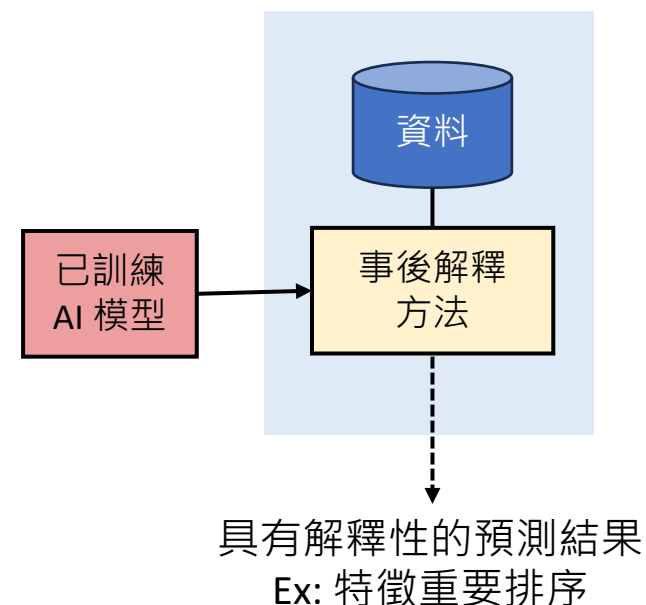 資料
已訓練
AI 模型
事後解釋
方法
具有解釋性的預測結果
Ex: 特徵重要排序